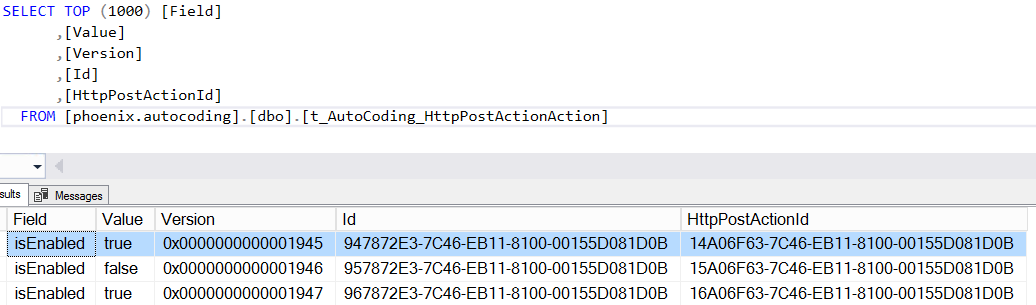 SELECT TOP (1000) [Field]
,[Value]
,[Version]
,[Id]
,[HttpPostActionId]
FROM [phoenix.autocoding].[dbo].[t_AutoCoding_HttpPostActionAction]
sults Messages
Field Value Version Id HttpPostActionId
isEnabled true 0x0000000000001945 947872E3-7C46-EB11-8100-00155D081D0B 14A06F63-7C46-EB11-8100-00155D081D0B
isEnabled false 0x0000000000001946 957872E3-7C46-EB11-8100-00155D081D0B 15A06F63-7C46-EB11-8100-00155D081D0B
isEnabled true 0x0000000000001947 967872E3-7C46-EB11-8100-00155D081D0B 16A06F63-7C46-EB11-8100-00155D081D0B